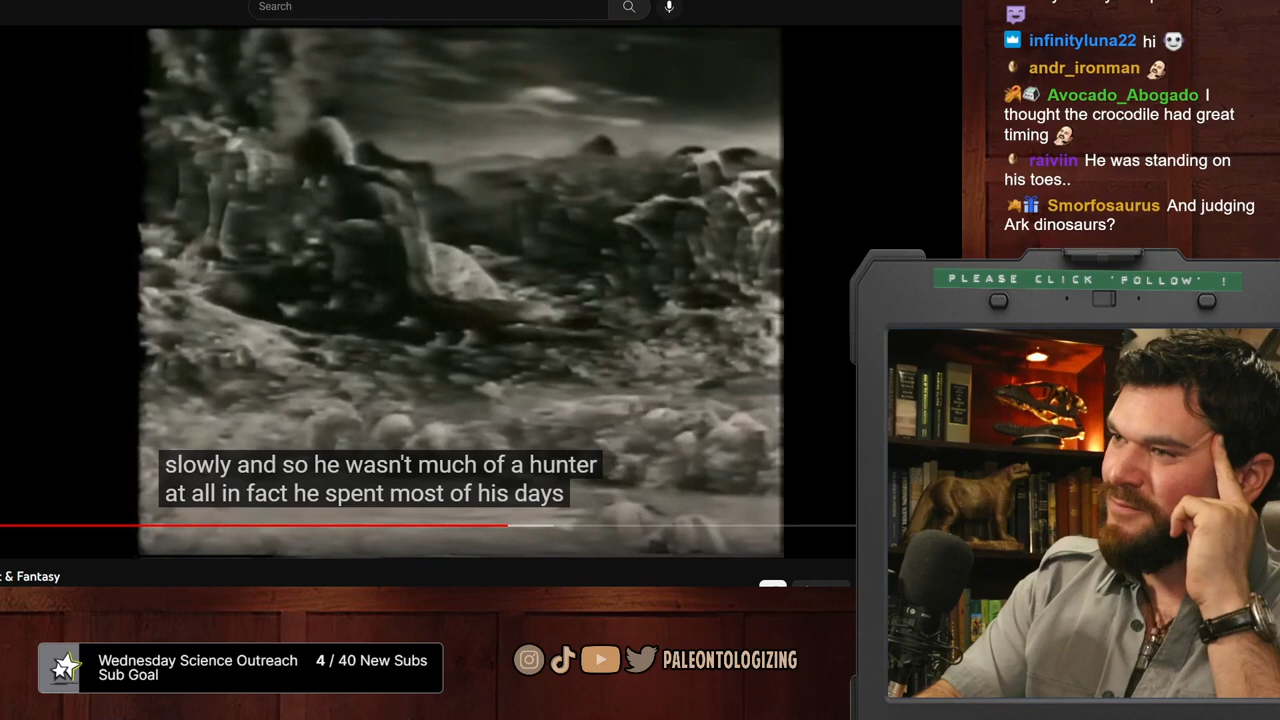 Search
infinityluna22 hi
andr_ironman
Avocado_Abogado I
thought the crocodile had great
timing
raiviin He was standing on
his toes..
Smorfosaurus And judging
Ark dinosaurs?
PLEASE CLICK "FOLLOW" !
slowly and so he wasn't much of a hunter
at all in fact he spent most of his days
& Fantasy
Wednesday Science Outreach 4 / 40 New Subs
Sub Goal
PALEONTOLOGIZING